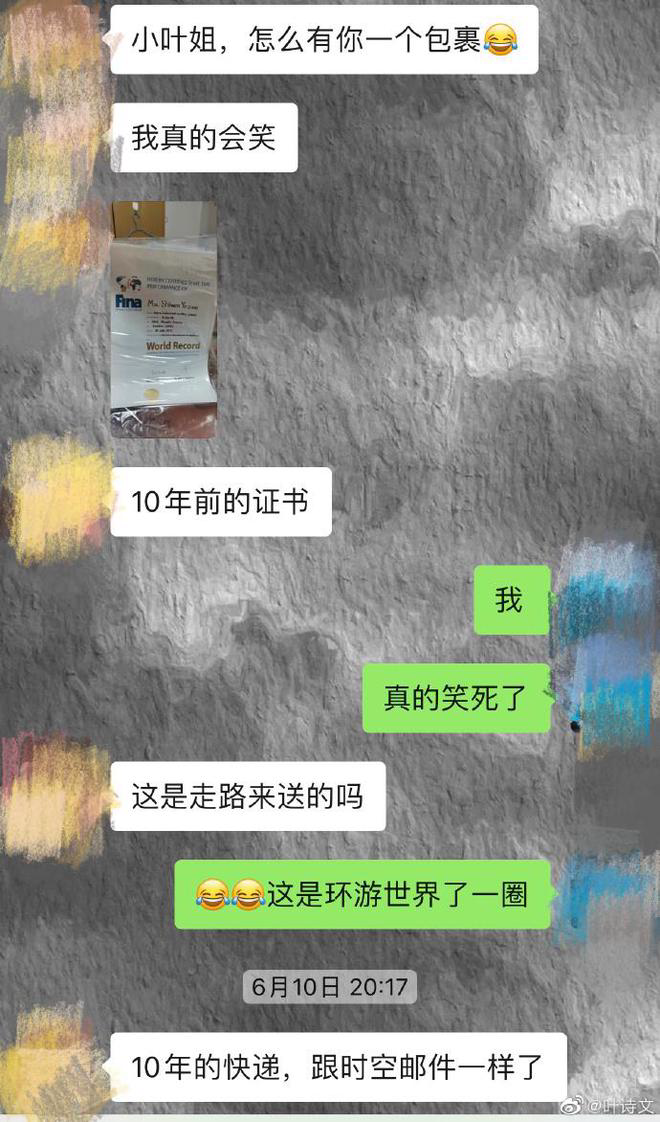 小叶姐，怎么有你一个包裹😂
我真的会笑
Fina
World Record
10年前的证书
我
真的笑死了
这是走路来送的吗
😂😂这是环游世界了一圈
6月10日 20:17
10年的快递，跟时空邮件一样了
@叶诗文